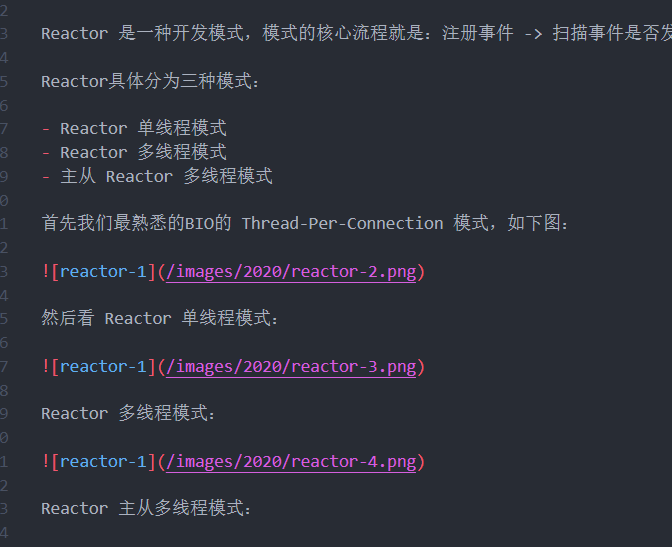 2
3 Reactor 是一种开发模式，模式的核心流程就是：注册事件 -> 扫描事件是否发
4
5 Reactor具体分为三种模式：
6
7 - Reactor 单线程模式
8 - Reactor 多线程模式
9 - 主从 Reactor 多线程模式
0
1 首先我们最熟悉的BIO的 Thread-Per-Connection 模式，如下图：
2
3 ![reactor-1](/images/2020/reactor-2.png)
4
5 然后看 Reactor 单线程模式：
6
7 ![reactor-1](/images/2020/reactor-3.png)
8
9 Reactor 多线程模式：
0
1 ![reactor-1](/images/2020/reactor-4.png)
2
3 Reactor 主从多线程模式：
4